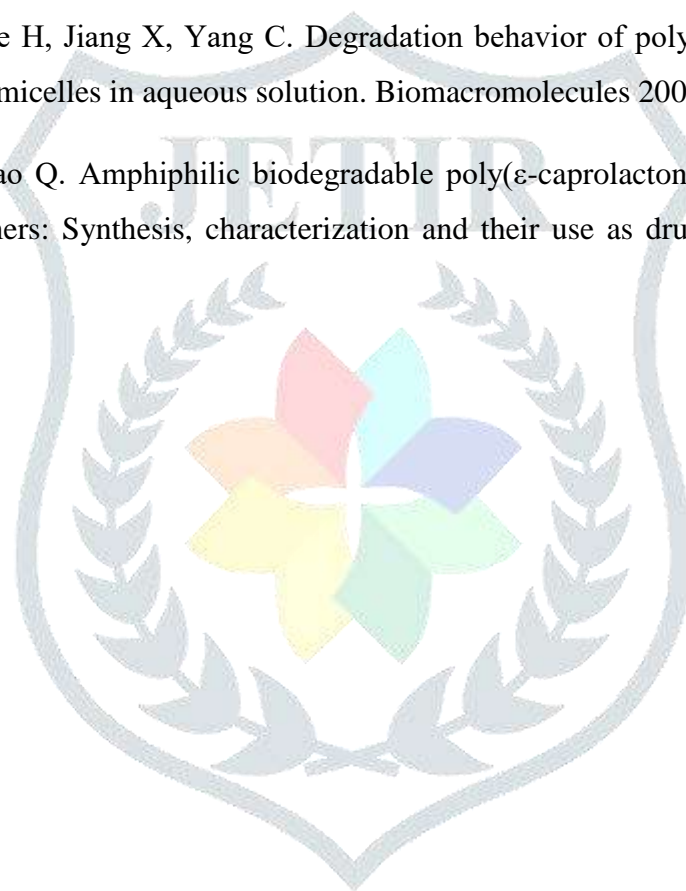 e H, Jiang X, Yang C. Degradation behavior of poly
micelles in aqueous solution. Biomacromolecules 200
ao Q. Amphiphilic biodegradable poly(ε-caprolacton
ners: Synthesis, characterization and their use as dru
JETIR